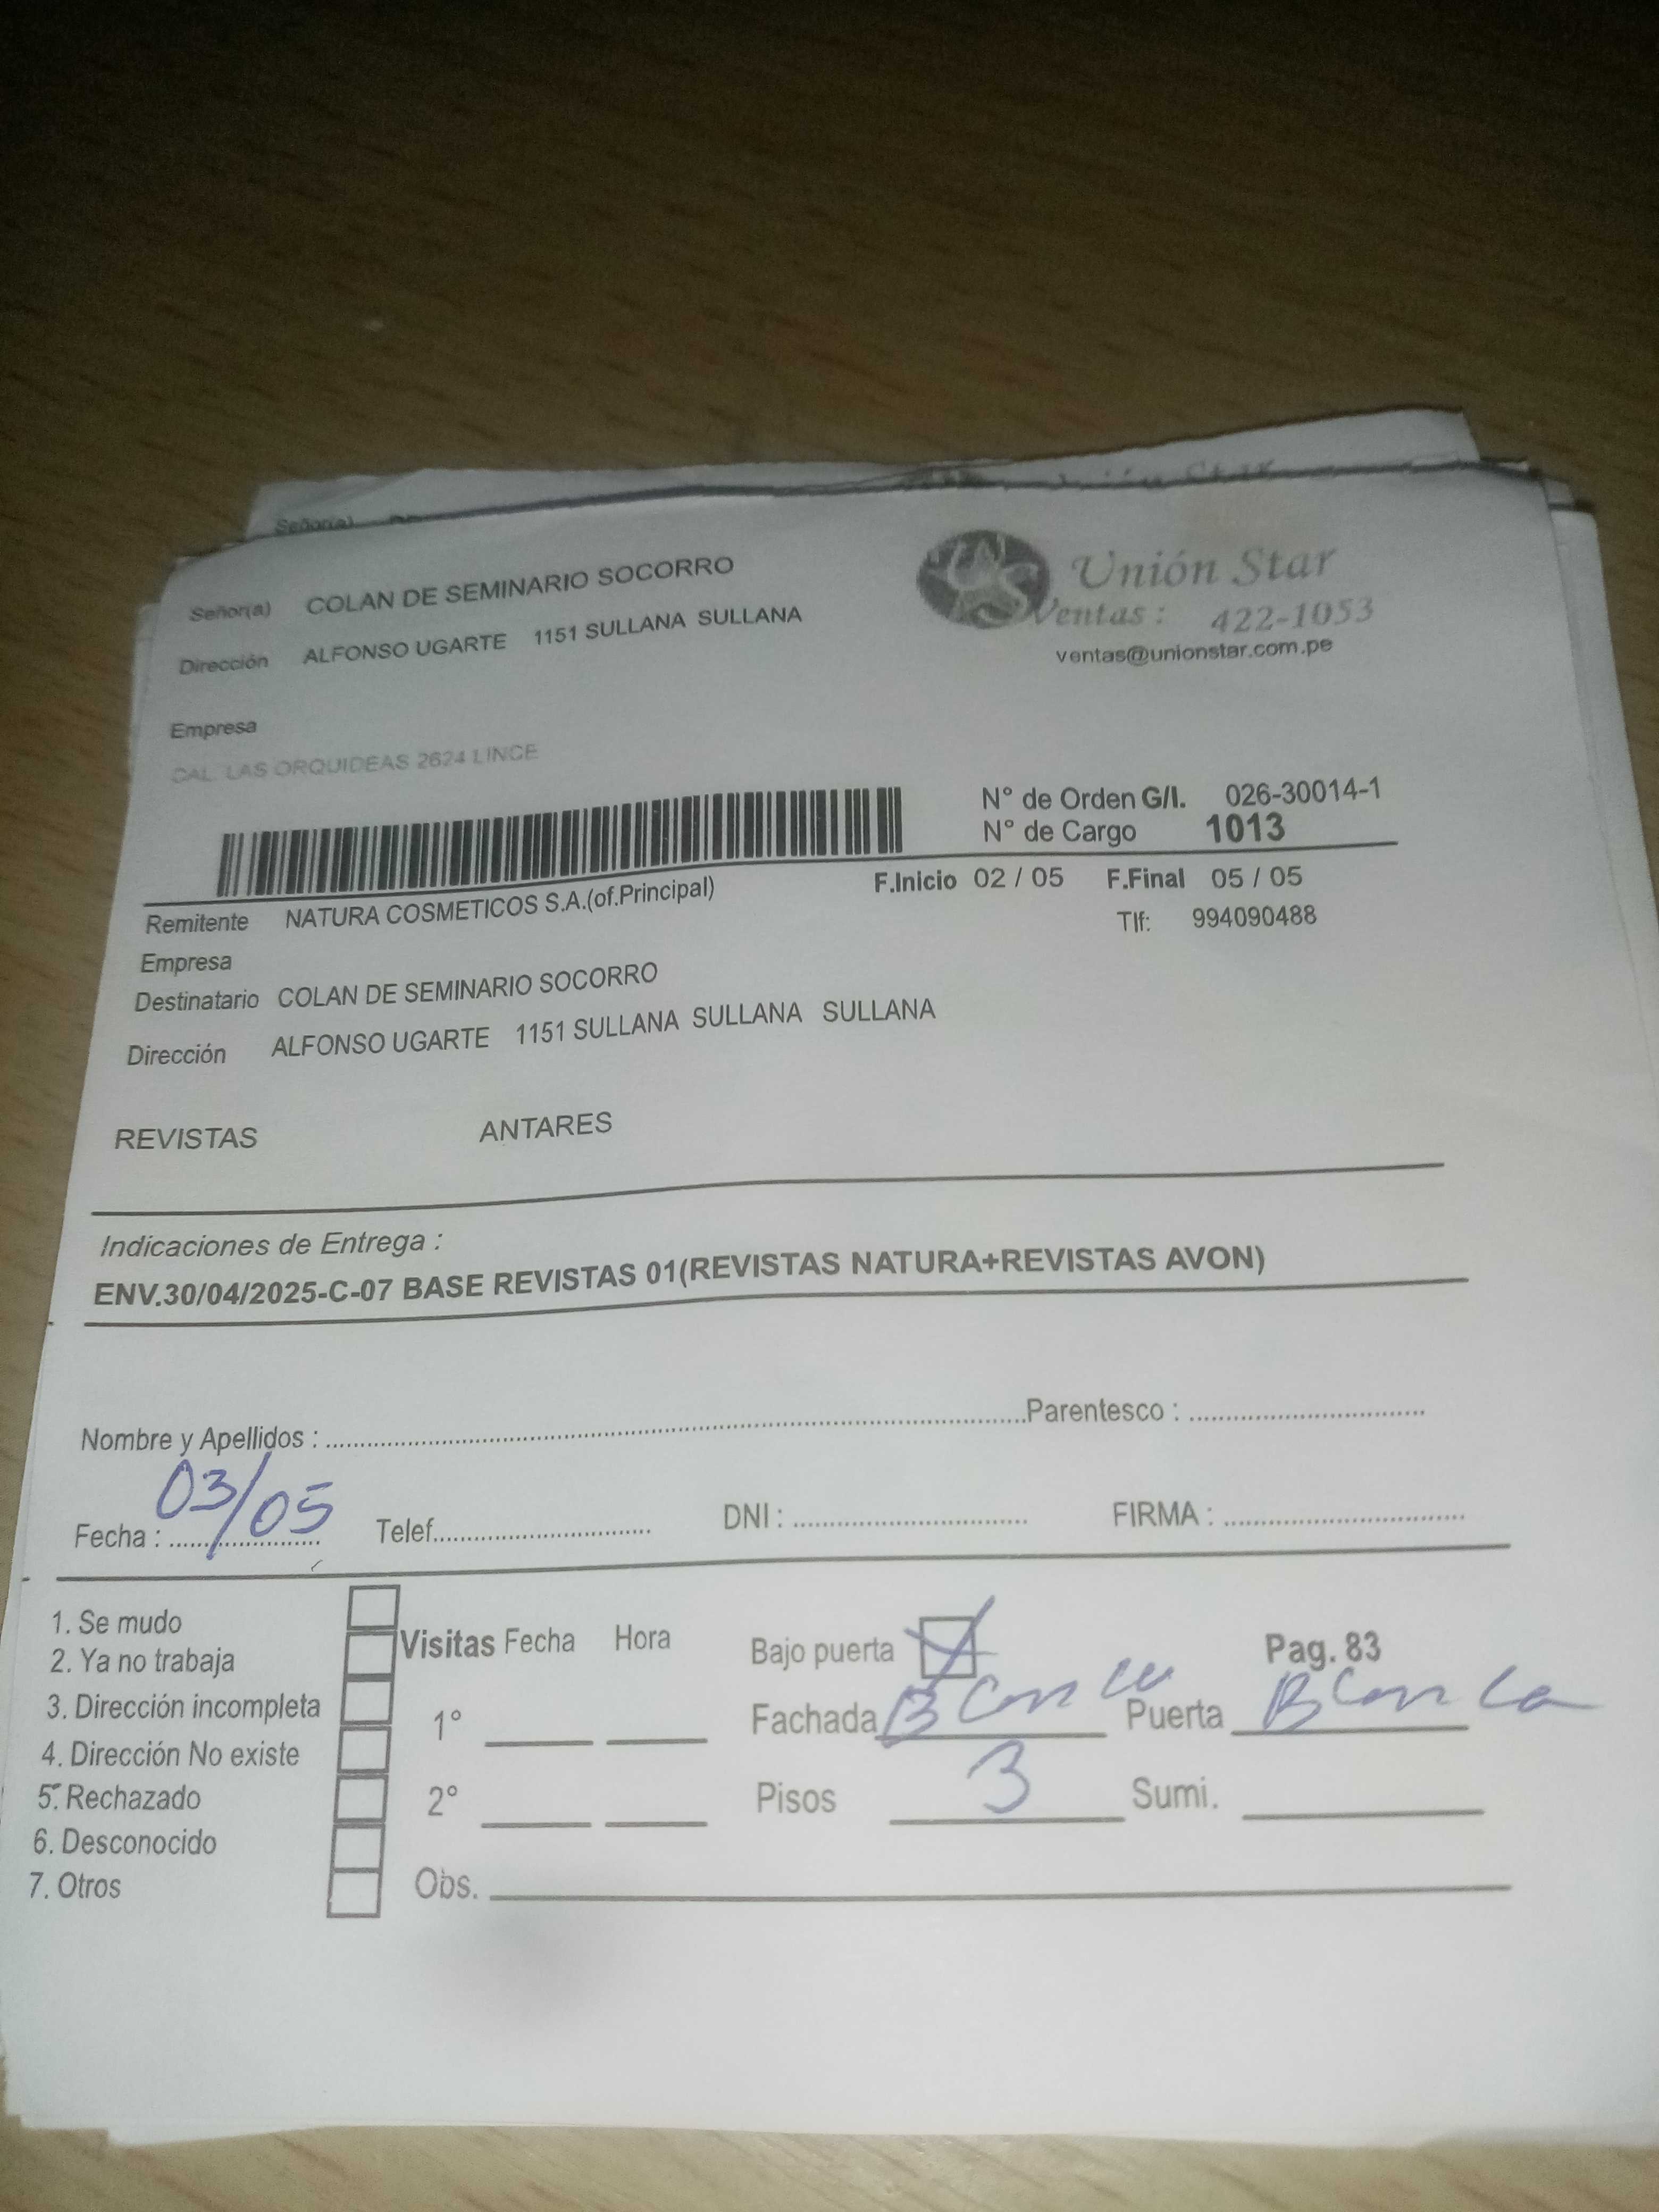 Señor(a)
Unión Star
Señor(a) COLAN DE SEMINARIO SOCORRO
Unión Star
Ventas : 422-1053
ventas@unionstar.com.pe
Dirección ALFONSO UGARTE 1151 SULLANA SULLANA
Empresa
CAL. LAS ORQUIDEAS 2624 LINCE
N° de Orden G/I. 026-30014-1
N° de Cargo 1013
F.Inicio 02 / 05 F.Final 05 / 05
Remitente NATURA COSMETICOS S.A.(of.Principal)
Tlf: 994090488
Empresa
Destinatario COLAN DE SEMINARIO SOCORRO
Dirección ALFONSO UGARTE 1151 SULLANA SULLANA SULLANA
REVISTAS ANTARES
Indicaciones de Entrega :
ENV.30/04/2025-C-07 BASE REVISTAS 01(REVISTAS NATURA+REVISTAS AVON)
Nombre y Apellidos : Parentesco :
Fecha : 03/05 Telef. DNI : FIRMA :
1. Se mudo
2. Ya no trabaja
3. Dirección incompleta
4. Dirección No existe
5. Rechazado
6. Desconocido
7. Otros
Visitas Fecha Hora
1°
2°
Obs.
Bajo puerta Pag. 83
Fachada Blanco Puerta Blanca
Pisos 3 Sumi.